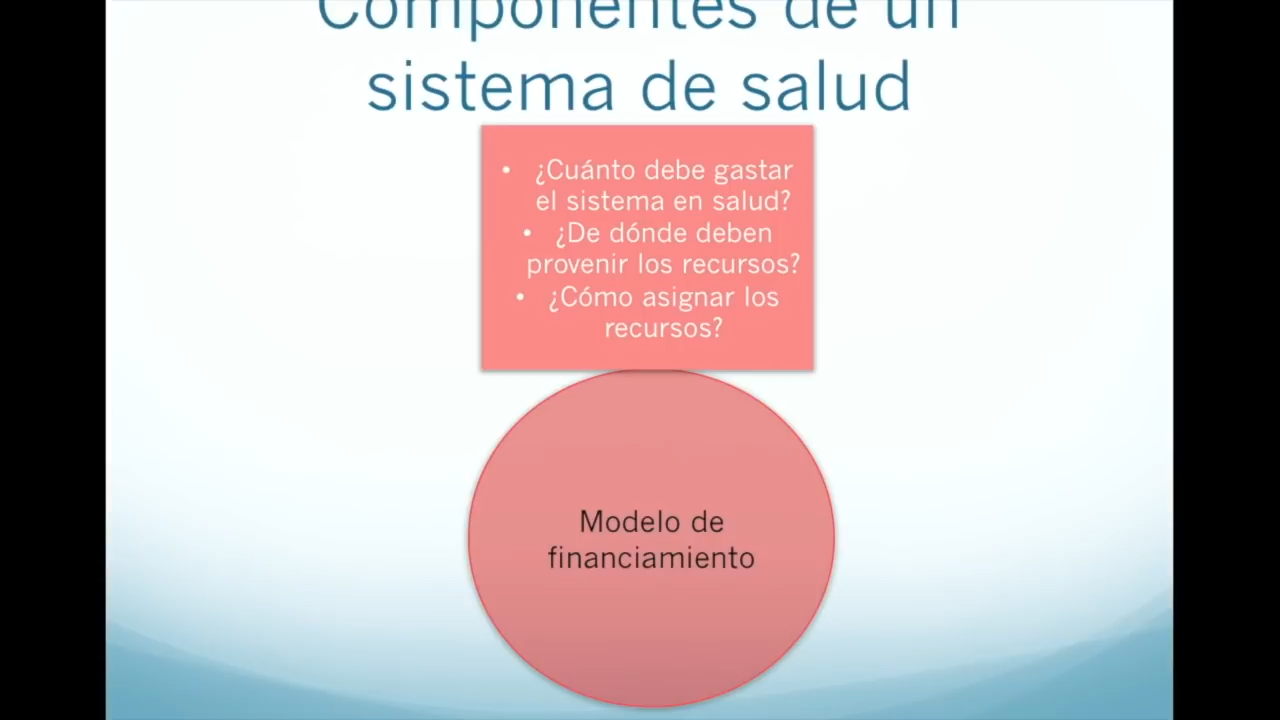 Componentes de un
sistema de salud
• ¿Cuánto debe gastar
el sistema en salud?
• ¿De dónde deben
provenir los recursos?
• ¿Cómo asignar los
recursos?
Modelo de
financiamiento